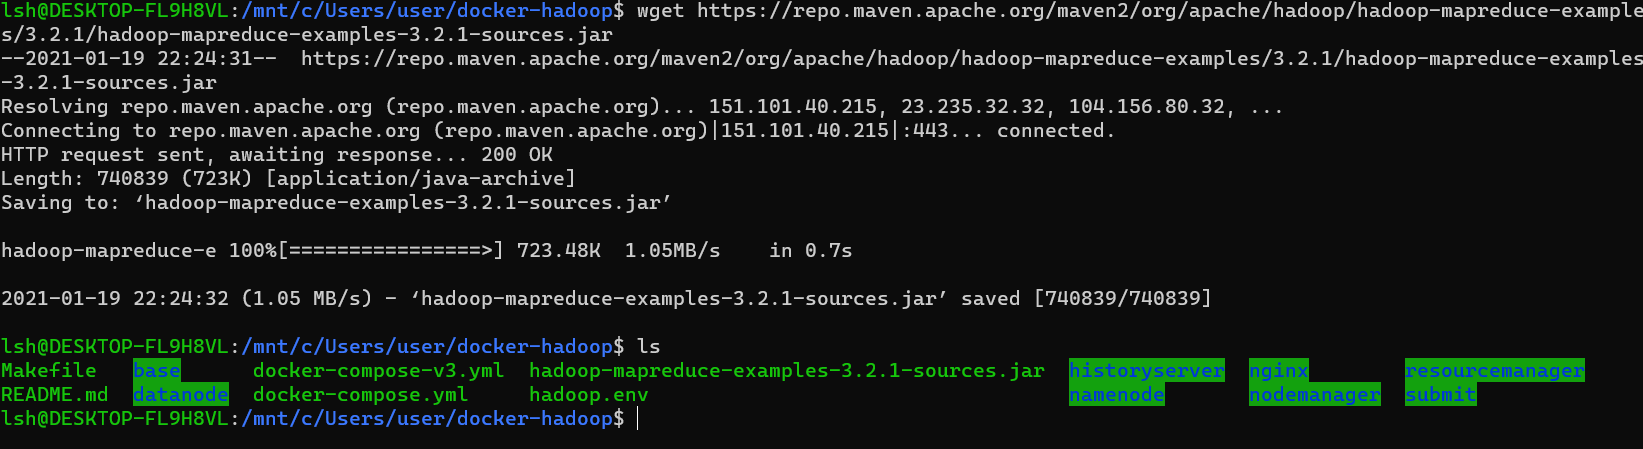 lsh@DESKTOP-FL9H8VL:/mnt/c/Users/user/docker-hadoop$ wget https://repo.maven.apache.org/maven2/org/apache/hadoop/hadoop-mapreduce-example
s/3.2.1/hadoop-mapreduce-examples-3.2.1-sources.jar
--2021-01-19 22:24:31--  https://repo.maven.apache.org/maven2/org/apache/hadoop/hadoop-mapreduce-examples/3.2.1/hadoop-mapreduce-examples
-3.2.1-sources.jar
Resolving repo.maven.apache.org (repo.maven.apache.org)... 151.101.40.215, 23.235.32.32, 104.156.80.32, ...
Connecting to repo.maven.apache.org (repo.maven.apache.org)|151.101.40.215|:443... connected.
HTTP request sent, awaiting response... 200 OK
Length: 740839 (723K) [application/java-archive]
Saving to: ‘hadoop-mapreduce-examples-3.2.1-sources.jar’
hadoop-mapreduce-e 100%[================>] 723.48K  1.05MB/s    in 0.7s
2021-01-19 22:24:32 (1.05 MB/s) - ‘hadoop-mapreduce-examples-3.2.1-sources.jar’ saved [740839/740839]
lsh@DESKTOP-FL9H8VL:/mnt/c/Users/user/docker-hadoop$ ls
Makefile   base      docker-compose-v3.yml  hadoop-mapreduce-examples-3.2.1-sources.jar  historyserver  nginx        resourcemanager
README.md  datanode  docker-compose.yml     hadoop.env                                   namenode       nodemanager  submit
lsh@DESKTOP-FL9H8VL:/mnt/c/Users/user/docker-hadoop$